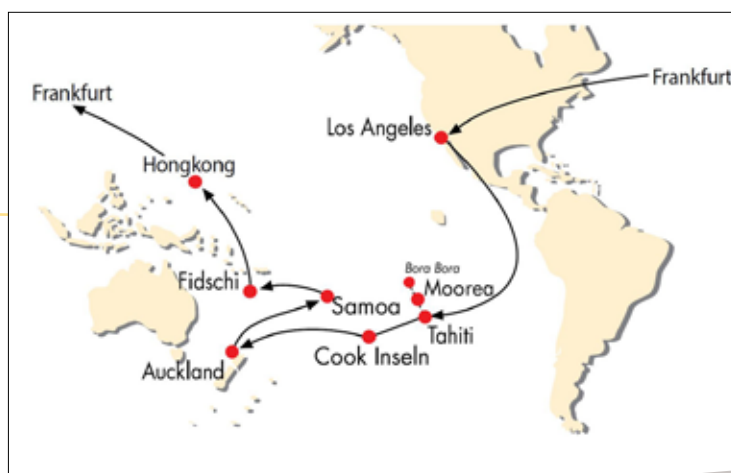 Frankfurt
Frankfurt
Los Angeles
Hongkong
Bora Bora
Fidschi
Moorea
Samoa
Tahiti
Cook Inseln
Auckland